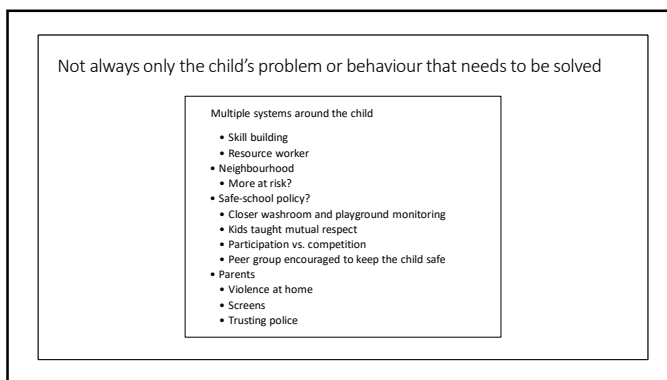 Not always only the child's problem or behaviour that needs to be solved
Multiple systems around the child
• Skill building
• Resource worker
• Neighbourhood
• More at risk?
• Safe-school policy?
• Closer washroom and playground monitoring
• Kids taught mutual respect
• Participation vs. competition
• Peer group encouraged to keep the child safe
• Parents
• Violence at home
• Screens
• Trusting police